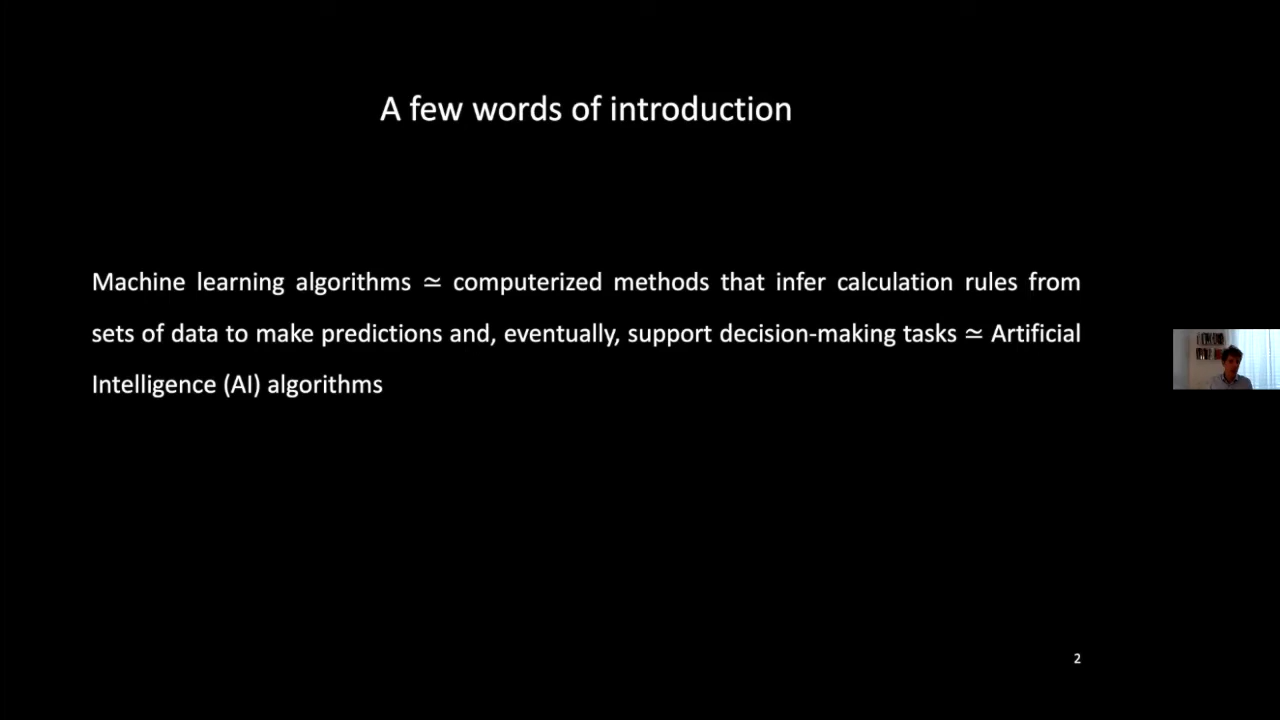 A few words of introduction
Machine learning algorithms ≃ computerized methods that infer calculation rules from
sets of data to make predictions and, eventually, support decision-making tasks ≃ Artificial
Intelligence (AI) algorithms
2